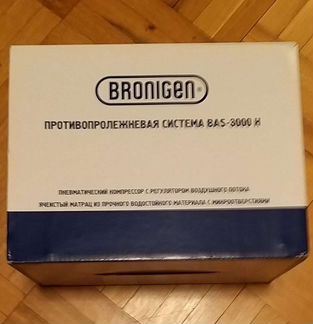 BRONIGEN®
ПРОТИВОПРОЛЕЖНЕВАЯ СИСТЕМА BAS-3000 H
ПНЕВМАТИЧЕСКИЙ КОМПРЕССОР С РЕГУЛЯТОРОМ ВОЗДУШНОГО ПОТОКА
ЯЧЕИСТЫЙ МАТРАЦ ИЗ ПРОЧНОГО ВОДОСТОЙКОГО МАТЕРИАЛА С МИКРООТВЕРСТИЯМИ